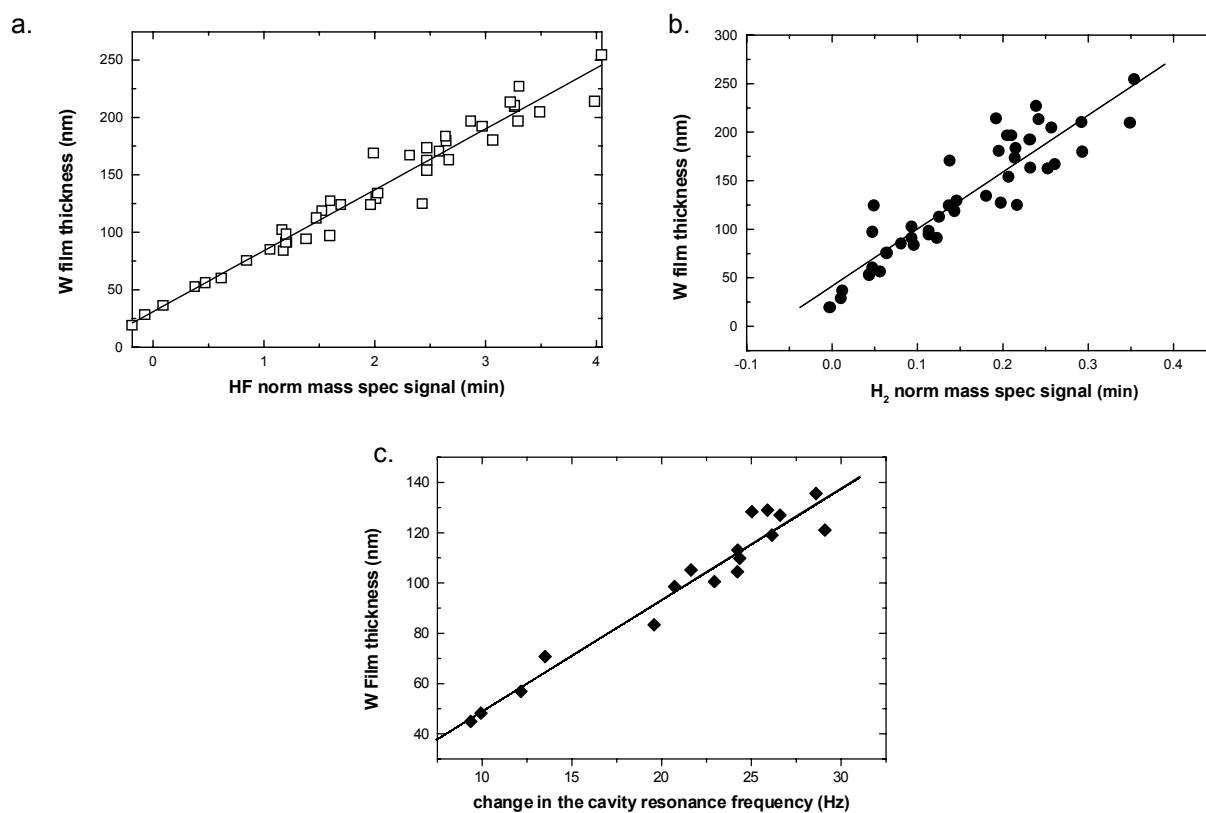 a.
W film thickness (nm)
250
200
150
100
50
0
0 1 2 3 4
HF norm mass spec signal (min)
b.
W film thickness (nm)
300
250
200
150
100
50
0
-0.1 0.0 0.1 0.2 0.3 0.4
H₂ norm mass spec signal (min)
c.
W Film thickness (nm)
140
120
100
80
60
40
10 15 20 25 30
change in the cavity resonance frequency (Hz)